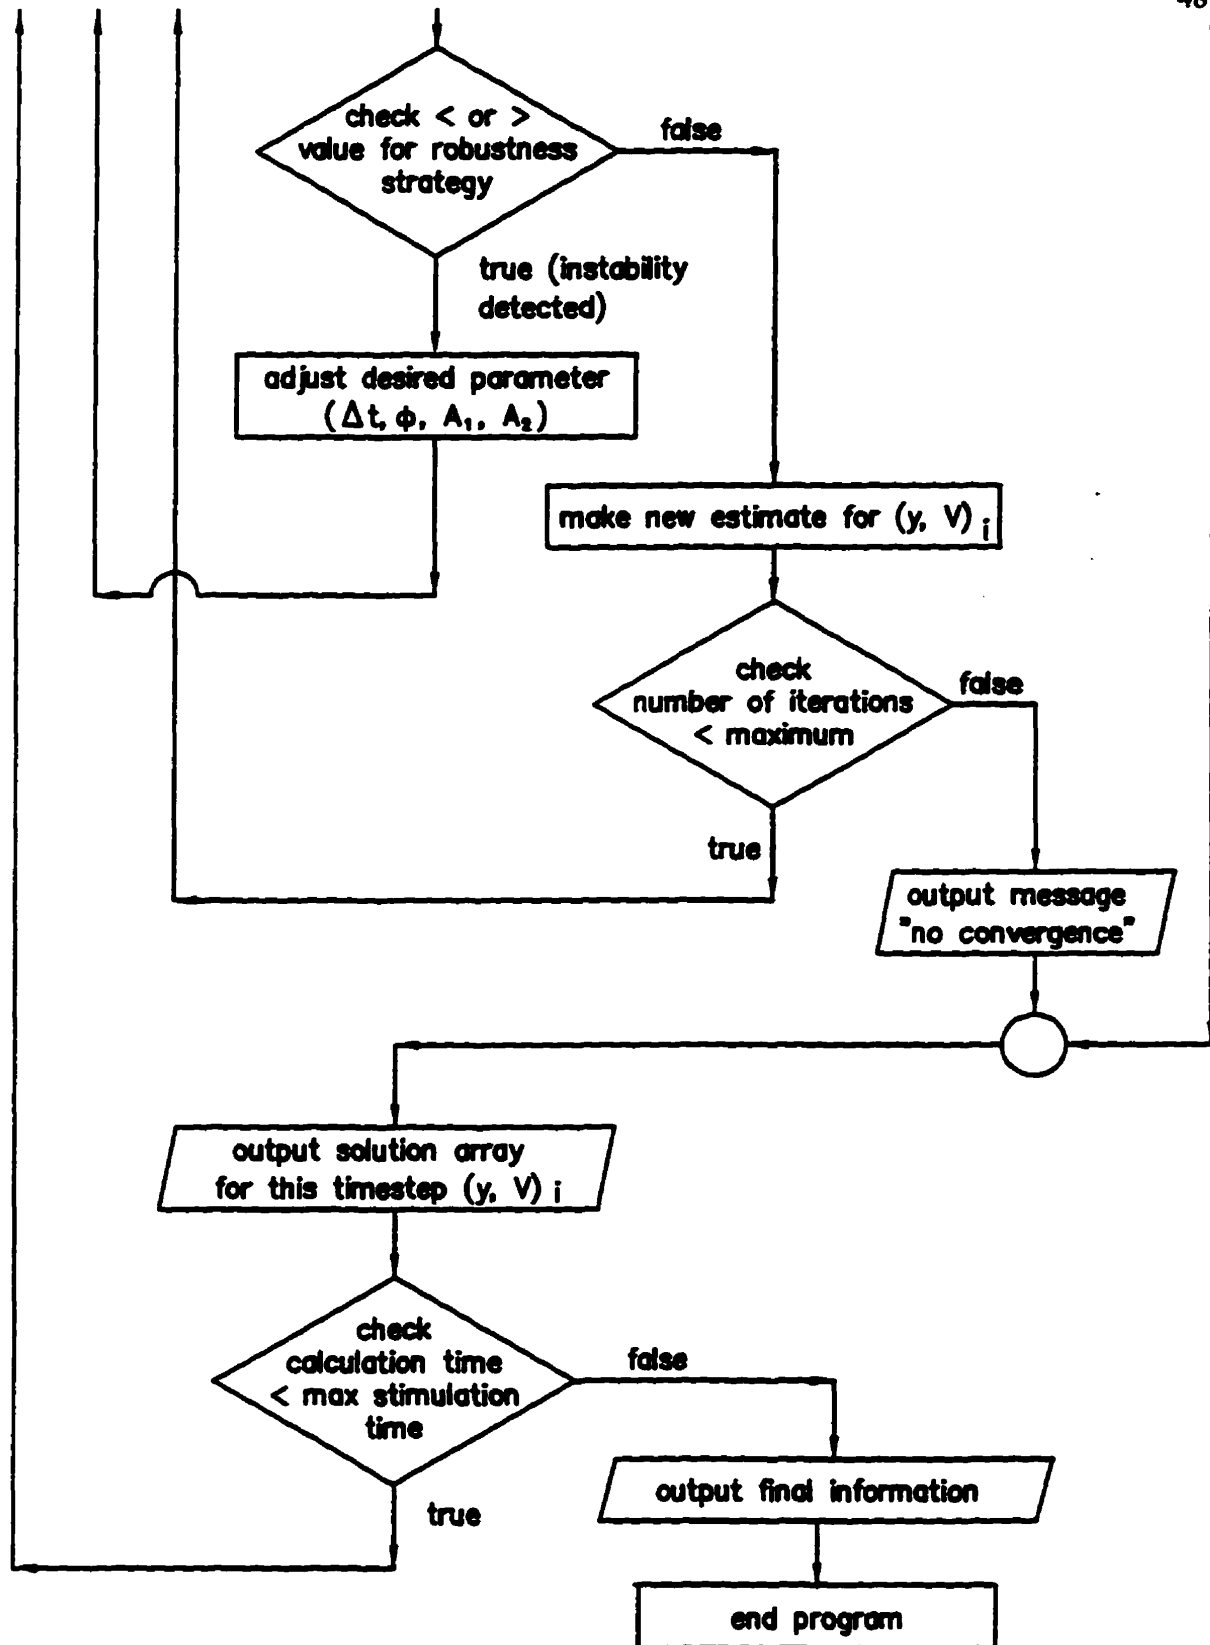 check < or >
value for robustness
strategy
false
true (instability
detected)
adjust desired parameter
(Δt, φ, A₁, A₂)
make new estimate for (y, V) i
check
number of iterations
< maximum
false
true
output message
"no convergence"
output solution array
for this timestep (y, V) i
check
calculation time
< max stimulation
time
false
true
output final information
end program